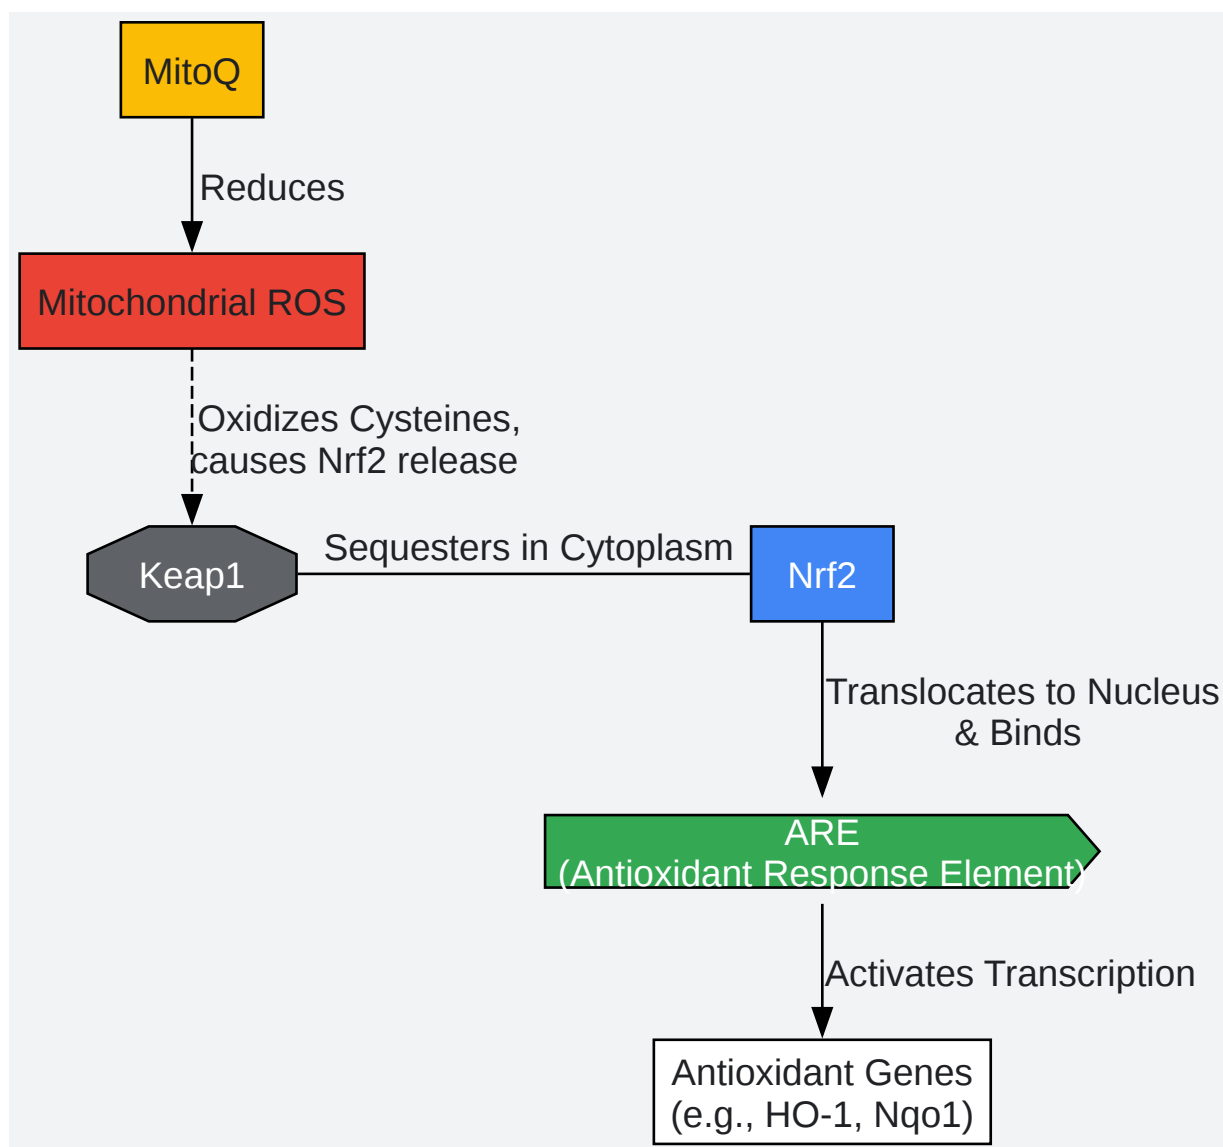 MitoQ
Reduces
Mitochondrial ROS
Oxidizes Cysteines,
causes Nrf2 release
Keap1
Sequesters in Cytoplasm
Nrf2
Translocates to Nucleus
& Binds
ARE
(Antioxidant Response Element)
Activates Transcription
Antioxidant Genes
(e.g., HO-1, Nqo1)